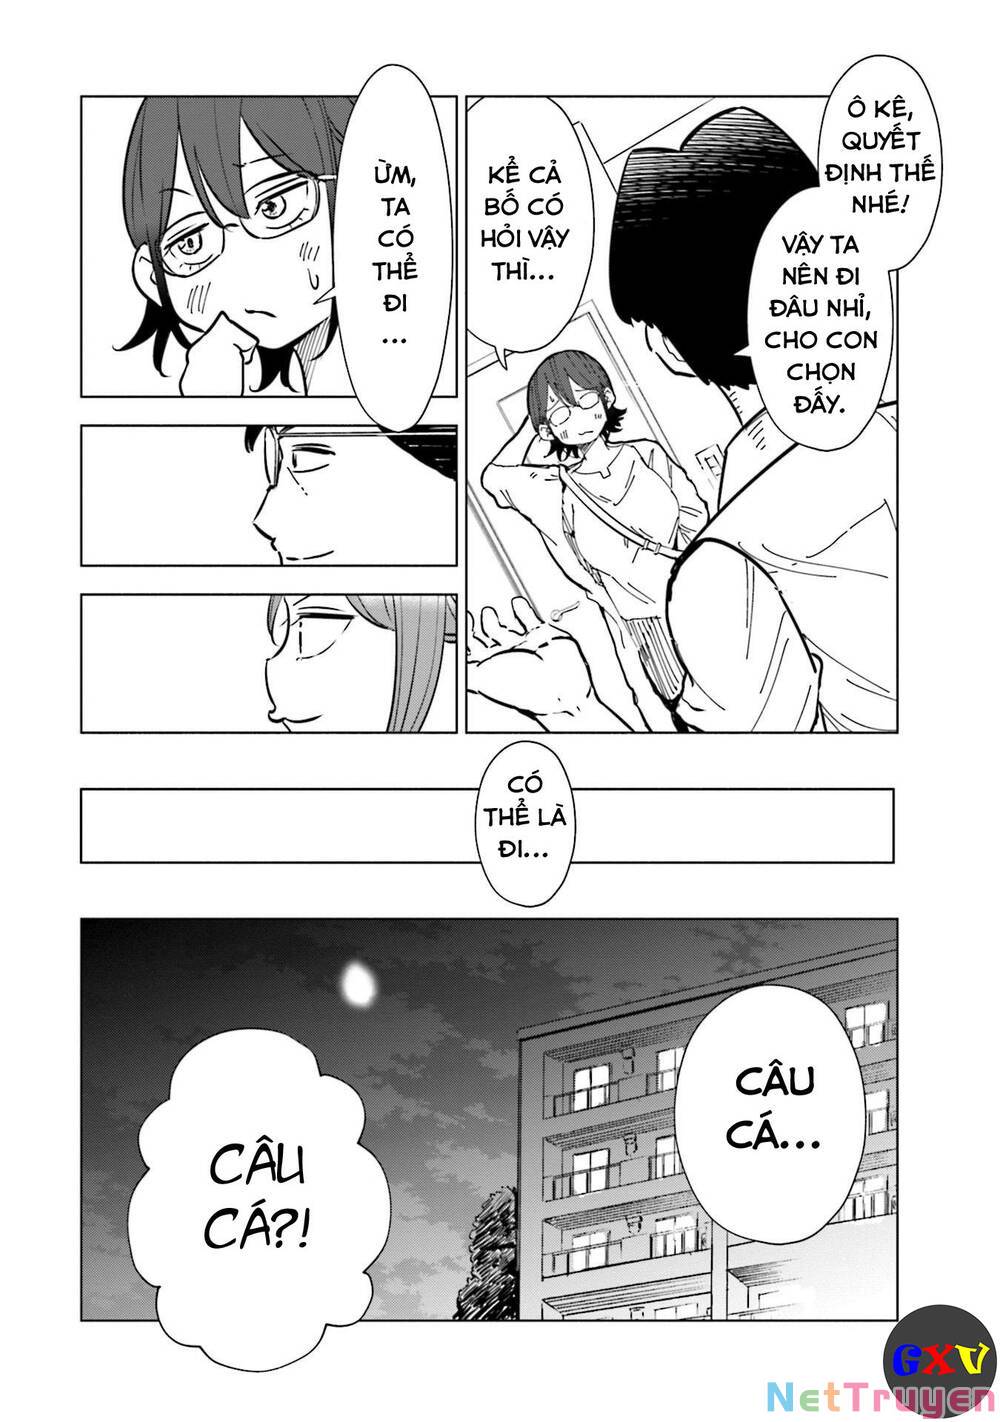 Ô KÊ,
QUYẾT
ĐỊNH THẾ
NHÉ!
VẬY TA
NÊN ĐI
ĐÂU NHỈ,
CHO CON
CHỌN
ĐẤY.
KỂ CẢ
BỐ CÓ
HỎI VẬY
THÌ...
ỪM,
TA
CÓ
THỂ
ĐI
...
CÓ
THỂ LÀ
ĐI...
CÂU
CÁ...
CÂU
CÁ?!
GXV
NetTruyen